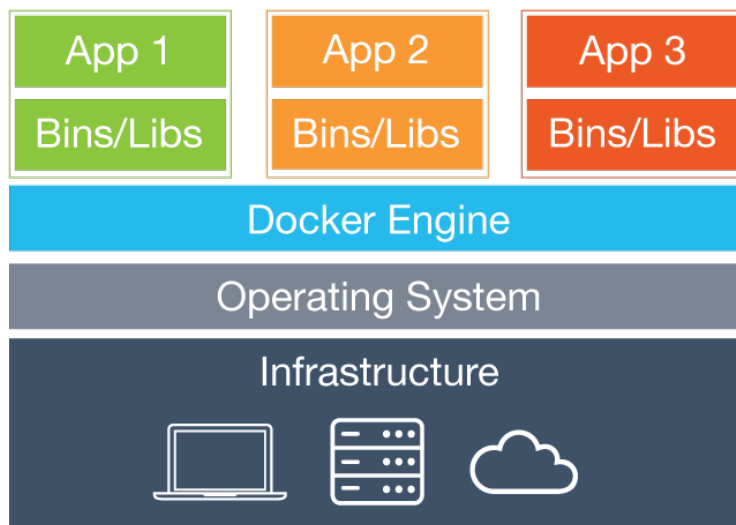 App 1
App 2
App 3
Bins/Libs
Bins/Libs
Bins/Libs
Docker Engine
Operating System
Infrastructure